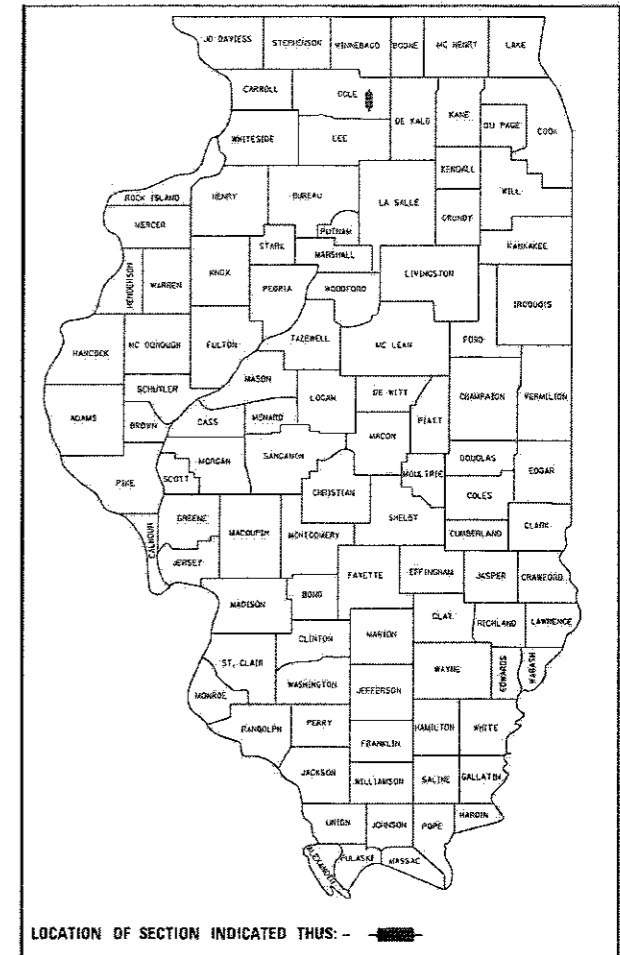 JO DAVIESS STEPHENSON WINNEBAGO BOONE MC HENRY LAKE
CARROLL OGLE DE KALB KANE DU PAGE COOK
WHITESIDE LEE
KENDALL
ROCK ISLAND HENRY BUREAU LA SALLE WILL
MERCER PUTNAM GRUNDY
STARK MARSHALL KANKAKEE
HENDERSON WARREN KNOX PEORIA WOODFORD LIVINGSTON
IROQUOIS
HANCOCK MC DONOUGH FULTON TAZEWELL MC LEAN FORD
MASON
SCHUYLER LOGAN DE WITT CHAMPAIGN VERMILION
ADAMS BROWN CASS MENARD MACON PIATT
MORGAN SANGAMON DOUGLAS EDGAR
PIKE SCOTT CHRISTIAN MOULTRIE COLES
GREENE MACOUPIN MONTGOMERY SHELBY CUMBERLAND CLARK
CALHOUN JERSEY FAYETTE EFFINGHAM JASPER CRAWFORD
MADISON BOND CLAY RICHLAND LAWRENCE
CLINTON MARION
ST. CLAIR WAYNE EDWARDS WABASH
MONROE WASHINGTON JEFFERSON
RANDOLPH PERRY HAMILTON WHITE
FRANKLIN
JACKSON WILLIAMSON SALINE GALLATIN
UNION JOHNSON POPE HARDIN
ALEXANDER PULASKI MASSAC
LOCATION OF SECTION INDICATED THUS: -